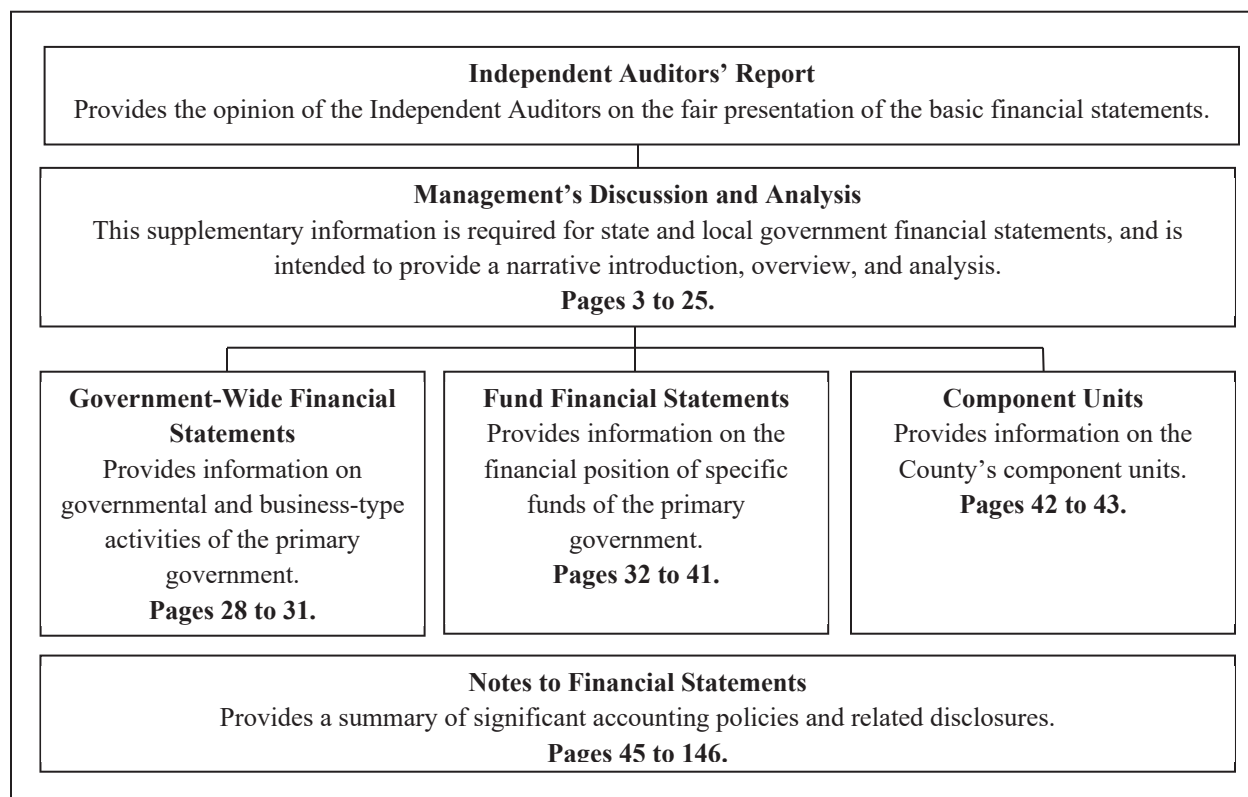 Independent Auditors’ Report
Provides the opinion of the Independent Auditors on the fair presentation of the basic financial statements.
Management’s Discussion and Analysis
This supplementary information is required for state and local government financial statements, and is
intended to provide a narrative introduction, overview, and analysis.
Pages 3 to 25.
Government-Wide Financial
Statements
Provides information on
governmental and business-type
activities of the primary
government.
Pages 28 to 31.
Fund Financial Statements
Provides information on the
financial position of specific
funds of the primary
government.
Pages 32 to 41.
Component Units
Provides information on the
County’s component units.
Pages 42 to 43.
Notes to Financial Statements
Provides a summary of significant accounting policies and related disclosures.
Pages 45 to 146.